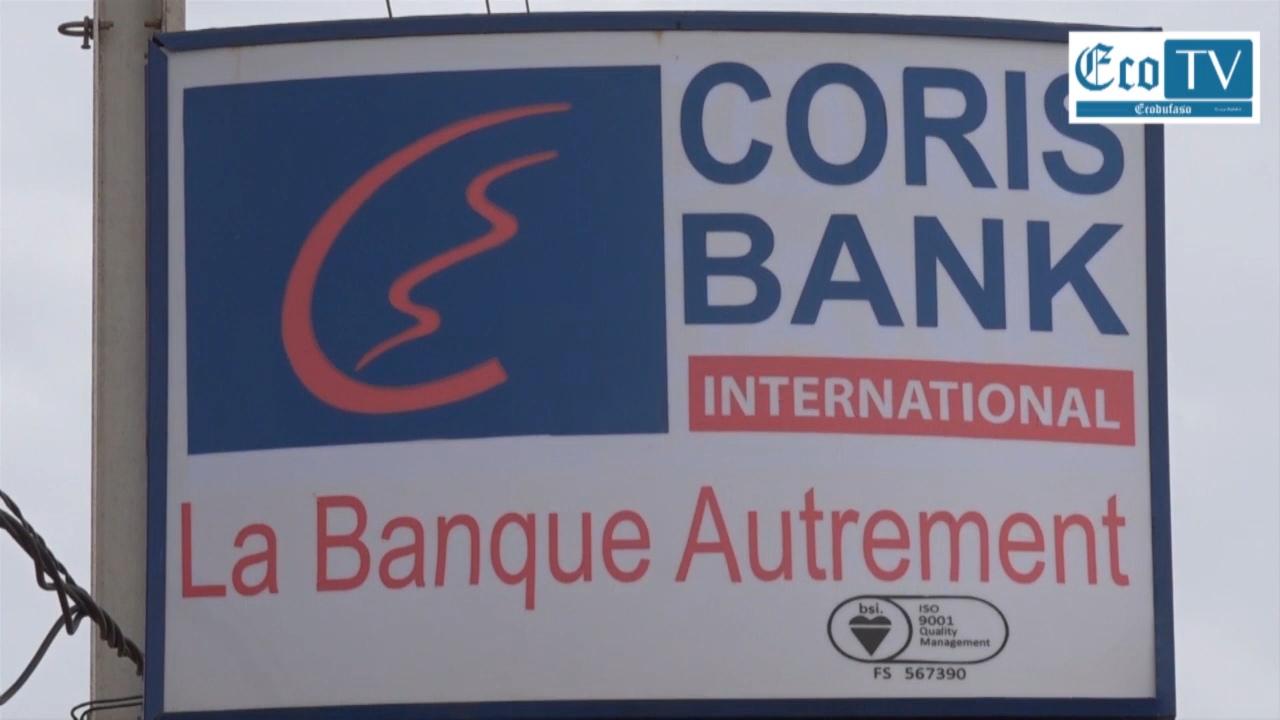 Eco TV
Ecodufaso
CORIS
BANK
INTERNATIONAL
La Banque Autrement
bsi.
ISO
9001
Quality
Management
FS 567390